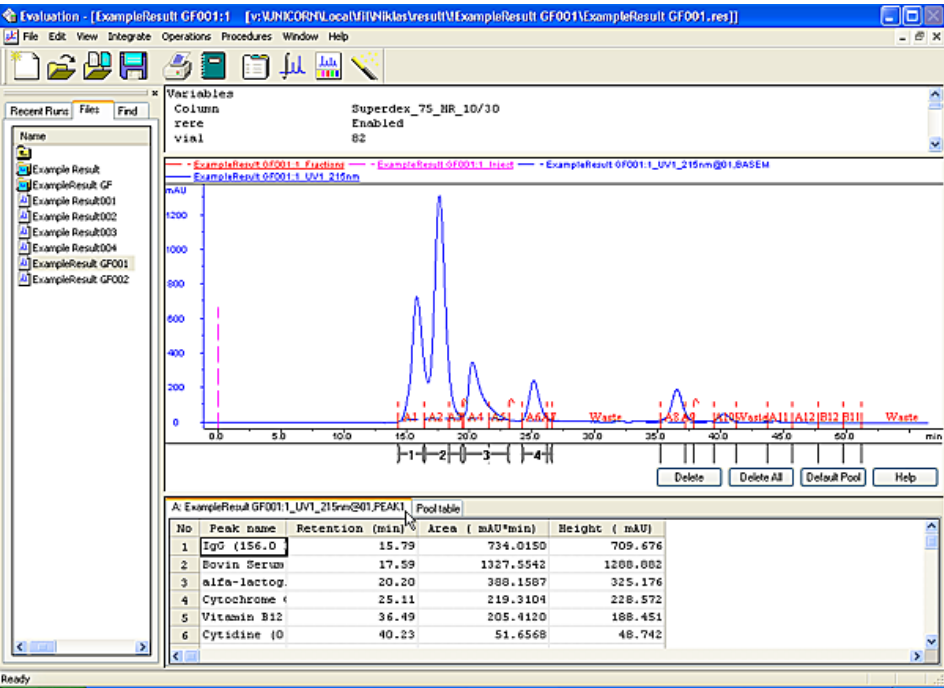 Evaluation - [ExampleResult GF001:1 [v:\UNICORN\Local\fil\Niklas\result\!ExampleResult GF001\ExampleResult GF001.res]]
File Edit View Integrate Operations Procedures Window Help
Recent Runs Files Find
Name
Example Result
ExampleResult GF
Example Result001
Example Result002
Example Result003
Example Result004
ExampleResult GF001
ExampleResult GF002
Variables
Column Superdex_75_HR_10/30
rere Enabled
vial 82
ExampleResult GF001:1_Fractions ExampleResult GF001:1_Inject ExampleResult GF001:1_UV1_215nm@01,BASEM
ExampleResult GF001:1_UV1_215nm
mAU
1200
1000
800
600
400
200
0
A1 A2 A3 A4 A5 A6 A7 Waste A8 A9 A10 Waste A11 A12 B12 B11 Waste
0.0 5.0 10.0 15.0 20.0 25.0 30.0 35.0 40.0 45.0 50.0 min
1 2 3 4
Delete Delete All Default Pool Help
A: ExampleResult GF001:1_UV1_215nm@01,PEAK1 Pool table
No Peak name Retention (min) Area ( mAU*min) Height ( mAU)
1 IgG (156.0 15.79 734.0150 709.676
2 Bovin Serum 17.59 1327.5542 1288.882
3 alfa-lactog. 20.20 388.1587 325.176
4 Cytochrome 25.11 219.3104 228.572
5 Vitamin B12 36.49 205.4120 188.451
6 Cytidine (0 40.23 51.6568 48.742
Ready